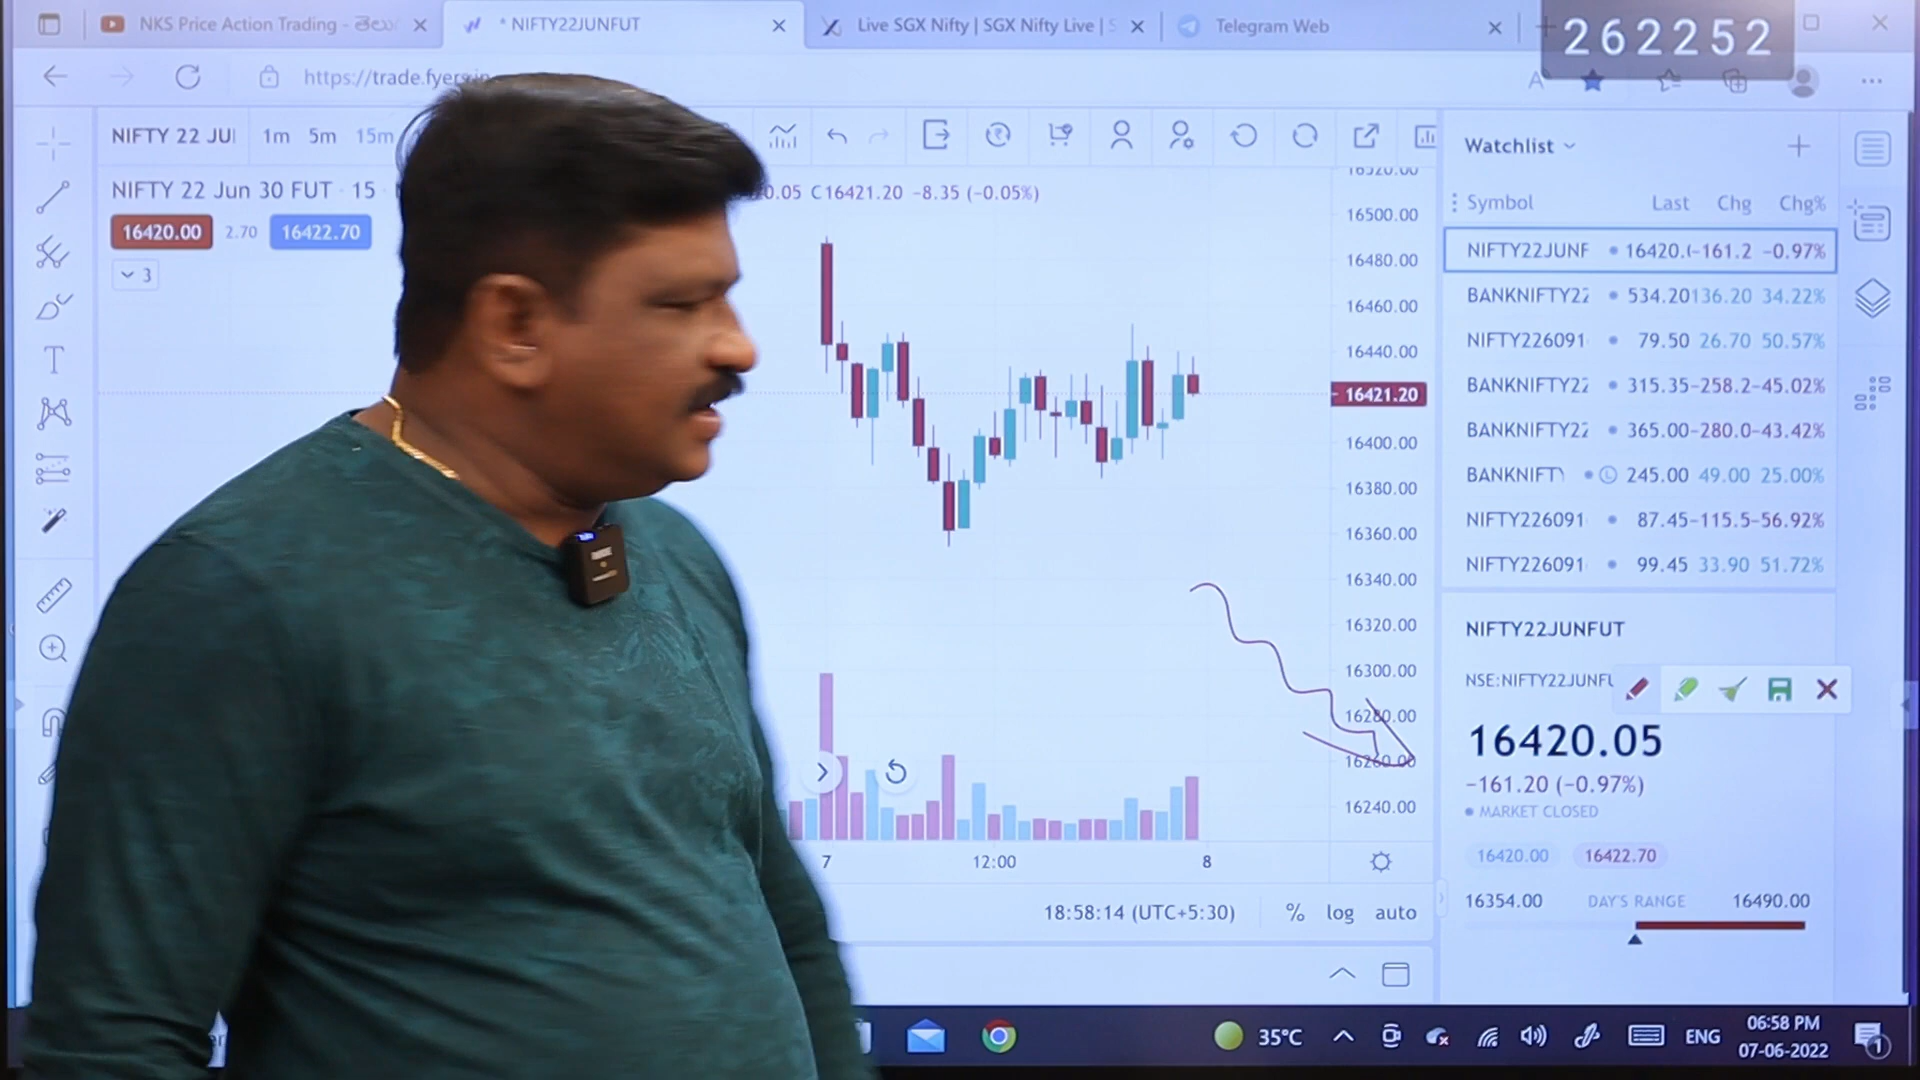 NKS Price Action Trading - తెలు
* NIFTY22JUNFUT
Live SGX Nifty | SGX Nifty Live | S
Telegram Web
262252
https://trade.fyers.in
NIFTY 22 JU
1m 5m 15m
NIFTY 22 Jun 30 FUT · 15
0.05 C16421.20 −8.35 (−0.05%)
16420.00 2.70 16422.70
3
16520.00
16500.00
16480.00
16460.00
16440.00
16421.20
16400.00
16380.00
16360.00
16340.00
16320.00
16300.00
16280.00
16260.00
16240.00
7 12:00 8
18:58:14 (UTC+5:30) % log auto
Watchlist
Symbol Last Chg Chg%
NIFTY22JUNF 16420.(-161.2 −0.97%
BANKNIFTY22 534.20 136.20 34.22%
NIFTY226091 79.50 26.70 50.57%
BANKNIFTY22 315.35 −258.2 −45.02%
BANKNIFTY22 365.00 −280.0 −43.42%
BANKNIFTY 245.00 49.00 25.00%
NIFTY226091 87.45 −115.5 −56.92%
NIFTY226091 99.45 33.90 51.72%
NIFTY22JUNFUT
NSE:NIFTY22JUNFU
16420.05
−161.20 (−0.97%)
MARKET CLOSED
16420.00 16422.70
16354.00 DAY'S RANGE 16490.00
35°C ENG
06:58 PM
07-06-2022
1